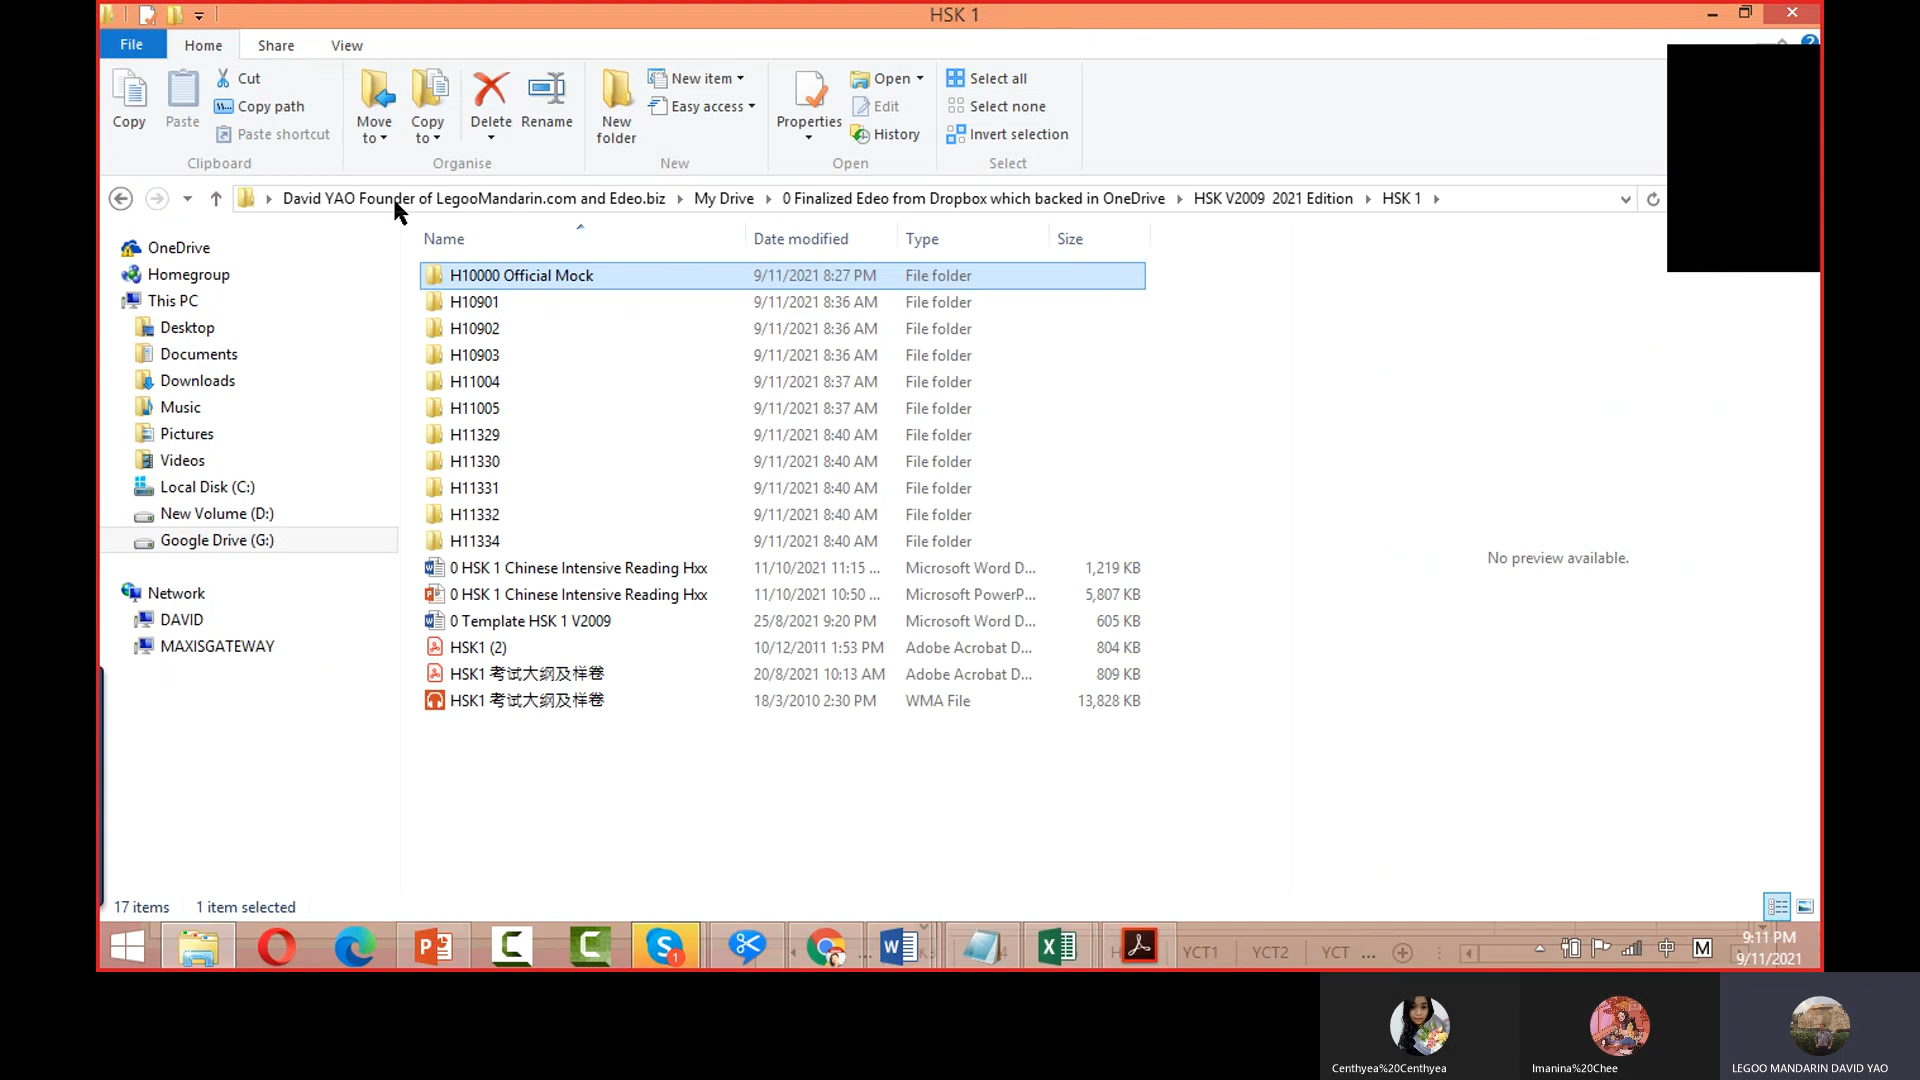 HSK 1
File Home Share View
Copy
Paste
Cut
Copy path
Paste shortcut
Clipboard
Move to
Copy to
Delete
Rename
Organise
New folder
New item
Easy access
New
Properties
Open
Edit
History
Open
Select all
Select none
Invert selection
Select
David YAO Founder of LegooMandarin.com and Edeo.biz My Drive 0 Finalized Edeo from Dropbox which backed in OneDrive HSK V2009 2021 Edition HSK 1
OneDrive
Homegroup
This PC
Desktop
Documents
Downloads
Music
Pictures
Videos
Local Disk (C:)
New Volume (D:)
Google Drive (G:)
Network
DAVID
MAXISGATEWAY
Name Date modified Type Size
H10000 Official Mock 9/11/2021 8:27 PM File folder
H10901 9/11/2021 8:36 AM File folder
H10902 9/11/2021 8:36 AM File folder
H10903 9/11/2021 8:36 AM File folder
H11004 9/11/2021 8:37 AM File folder
H11005 9/11/2021 8:37 AM File folder
H11329 9/11/2021 8:40 AM File folder
H11330 9/11/2021 8:40 AM File folder
H11331 9/11/2021 8:40 AM File folder
H11332 9/11/2021 8:40 AM File folder
H11334 9/11/2021 8:40 AM File folder
0 HSK 1 Chinese Intensive Reading Hxx 11/10/2021 11:15 ... Microsoft Word D... 1,219 KB
0 HSK 1 Chinese Intensive Reading Hxx 11/10/2021 10:50 ... Microsoft PowerP... 5,807 KB
0 Template HSK 1 V2009 25/8/2021 9:20 PM Microsoft Word D... 605 KB
HSK1 (2) 10/12/2011 1:53 PM Adobe Acrobat D... 804 KB
HSK1 考试大纲及样卷 20/8/2021 10:13 AM Adobe Acrobat D... 809 KB
HSK1 考试大纲及样卷 18/3/2010 2:30 PM WMA File 13,828 KB
No preview available.
17 items 1 item selected
YCT1 YCT2 YCT ...
中 M
9:11 PM
9/11/2021
Centhyea%20Centhyea
Imanina%20Chee
LEGOO MANDARIN DAVID YAO